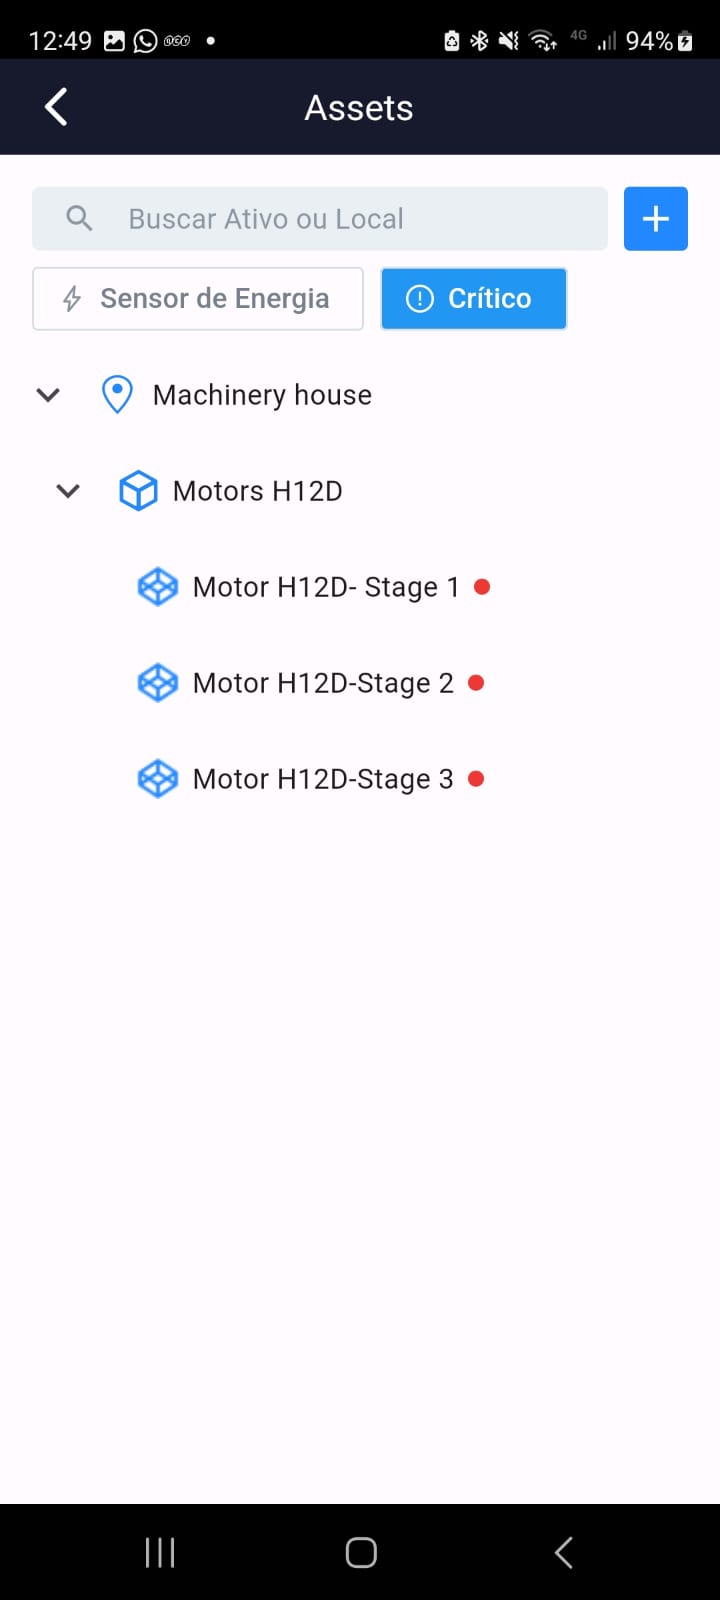 12:49 4G 94%
Assets
Buscar Ativo ou Local
Sensor de Energia Crítico
Machinery house
Motors H12D
Motor H12D- Stage 1
Motor H12D-Stage 2
Motor H12D-Stage 3